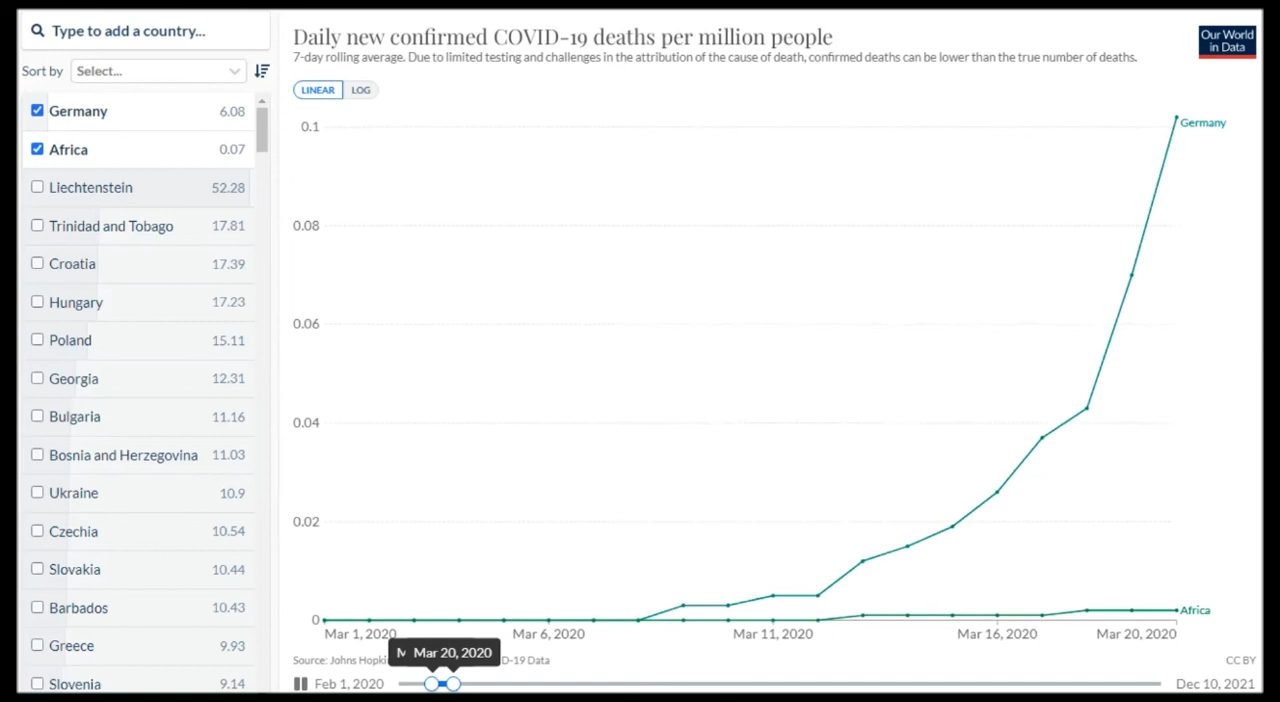 Type to add a country...
Sort by Select...
Germany 6.08
Africa 0.07
Liechtenstein 52.28
Trinidad and Tobago 17.81
Croatia 17.39
Hungary 17.23
Poland 15.11
Georgia 12.31
Bulgaria 11.16
Bosnia and Herzegovina 11.03
Ukraine 10.9
Czechia 10.54
Slovakia 10.44
Barbados 10.43
Greece 9.93
Slovenia 9.14
Daily new confirmed COVID-19 deaths per million people
7-day rolling average. Due to limited testing and challenges in the attribution of the cause of death, confirmed deaths can be lower than the true number of deaths.
Our World
in Data
LINEAR LOG
0.1
Germany
0.08
0.06
0.04
0.02
0
Africa
Mar 1, 2020 Mar 6, 2020 Mar 11, 2020 Mar 16, 2020 Mar 20, 2020
Mar 20, 2020
Source: Johns D-19 Data CC BY
Feb 1, 2020 Dec 10, 2021